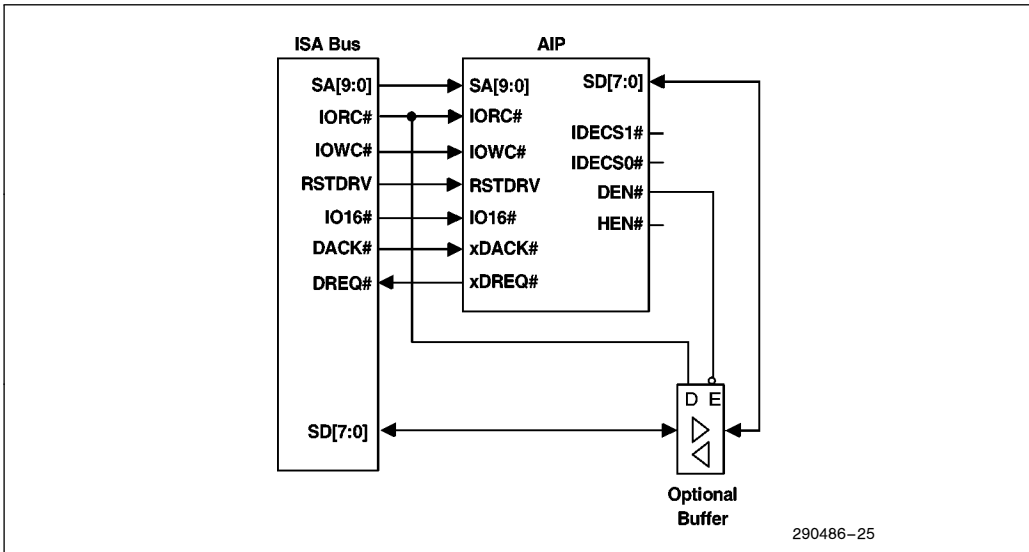 ISA Bus
AIP
SA[9:0]
IORC#
IOWC#
RSTDRV
IO16#
DACK#
DREQ#
SD[7:0]
SA[9:0]
IORC#
IOWC#
RSTDRV
IO16#
xDACK#
xDREQ#
SD[7:0]
IDECS1#
IDECS0#
DEN#
HEN#
D E
Optional
Buffer
290486-25